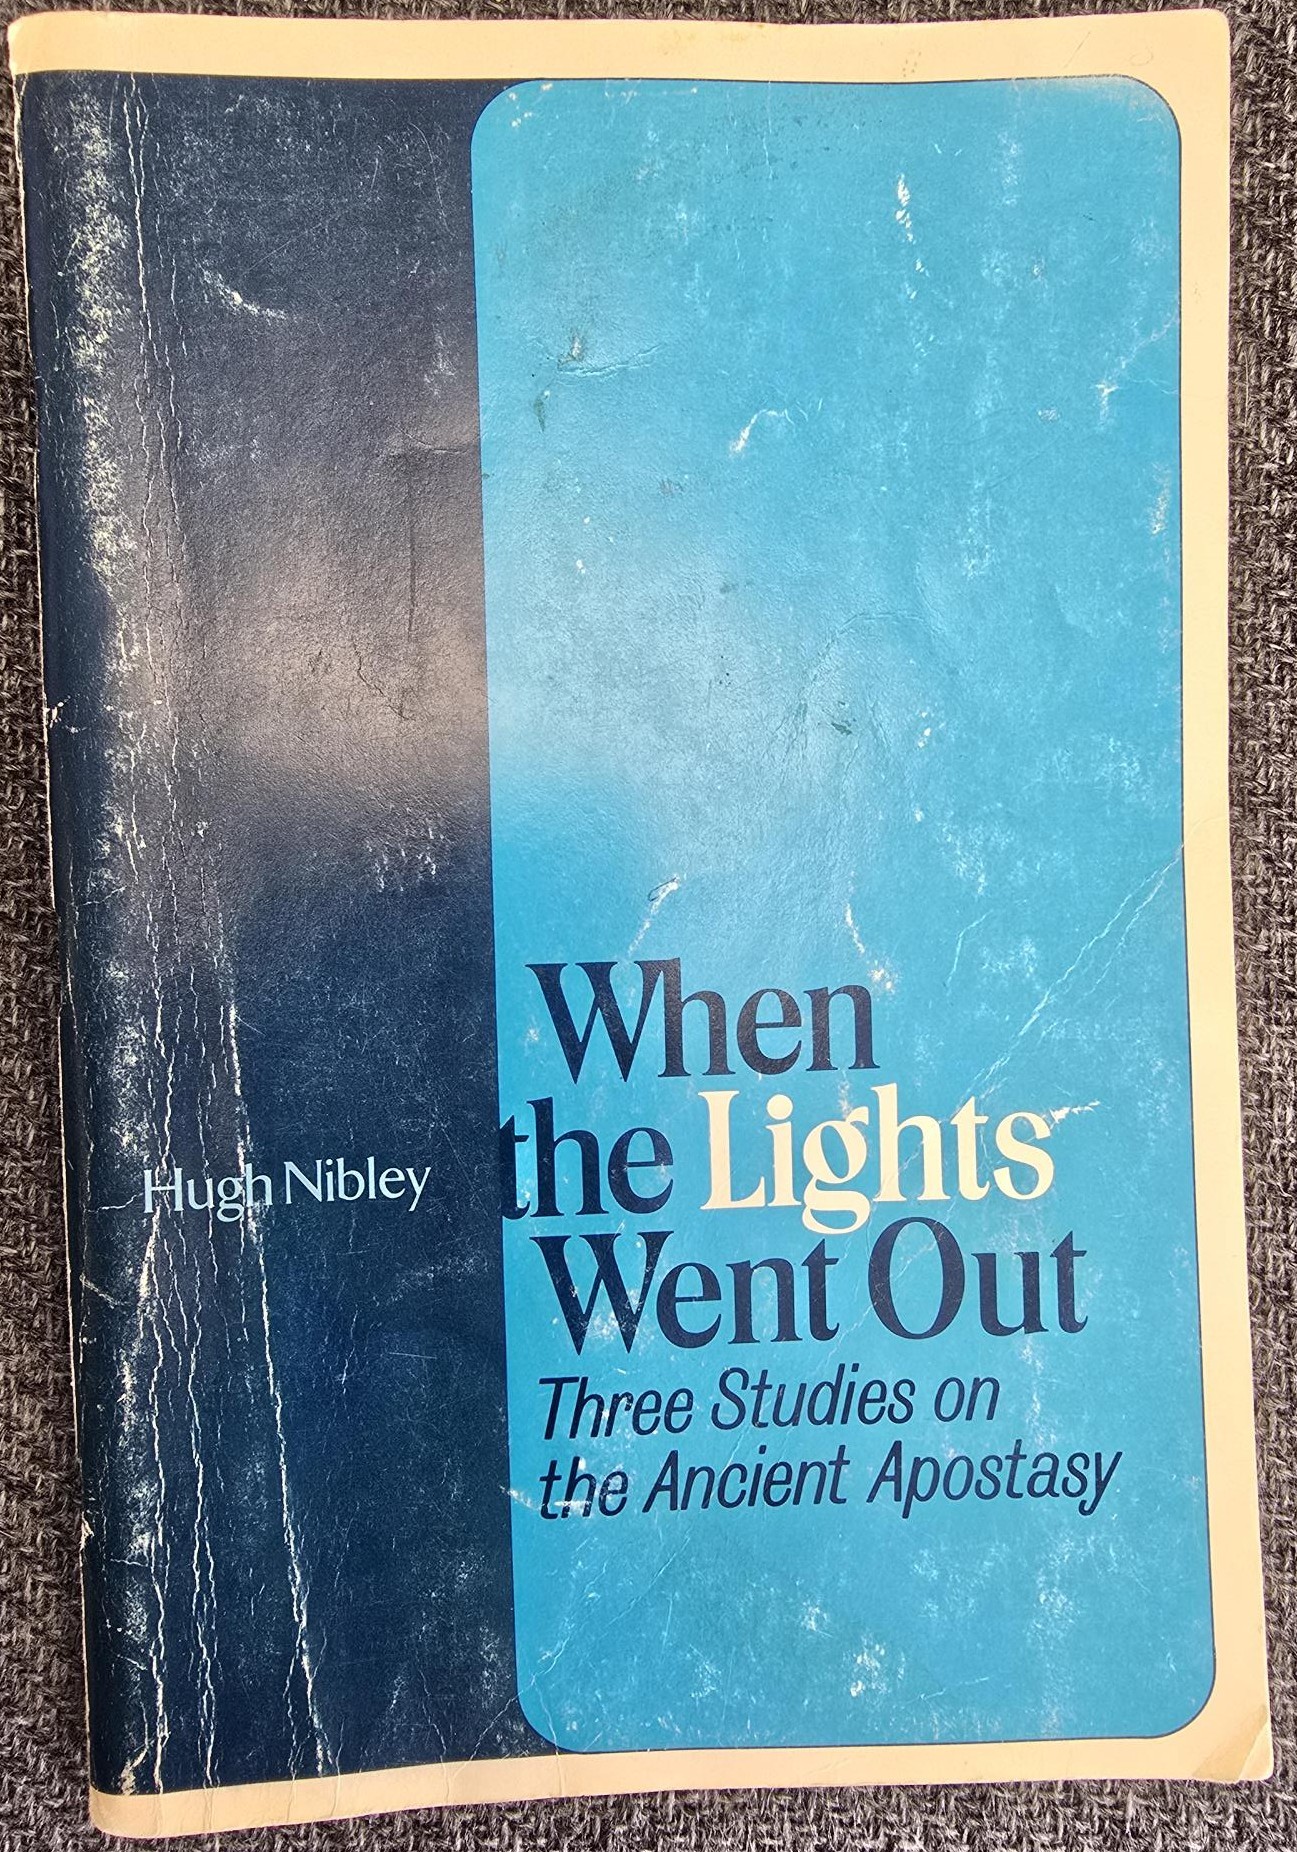 Hugh Nibley
When
the Lights
Went Out
Three Studies on
the Ancient Apostasy